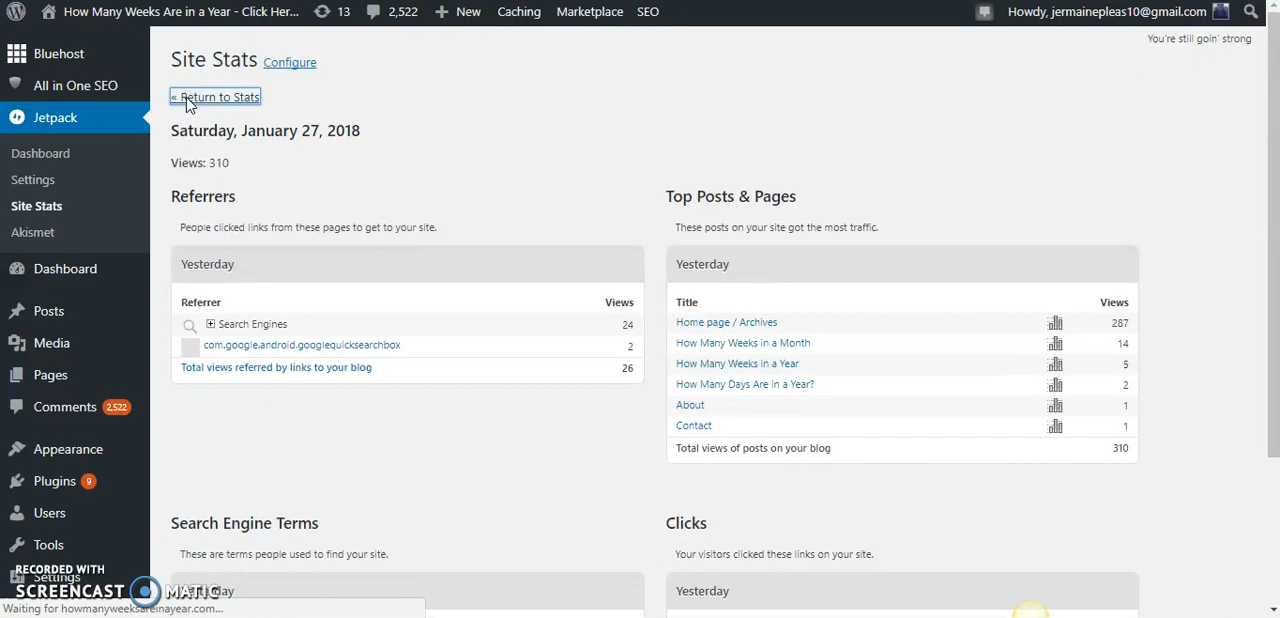 How Many Weeks Are in a Year - Click Her...
13
2,522
New
Caching
Marketplace
SEO
Howdy, jermainepleas10@gmail.com
You're still goin' strong
Bluehost
All in One SEO
Jetpack
Dashboard
Settings
Site Stats
Akismet
Dashboard
Posts
Media
Pages
Comments 2,522
Appearance
Plugins 9
Users
Tools
Settings
Site Stats Configure
« Return to Stats
Saturday, January 27, 2018
Views: 310
Referrers
People clicked links from these pages to get to your site.
Yesterday
Referrer Views
Search Engines 24
com.google.android.googlequicksearchbox 2
Total views referred by links to your blog 26
Top Posts & Pages
These posts on your site got the most traffic.
Yesterday
Title Views
Home page / Archives 287
How Many Weeks in a Month 14
How Many Weeks in a Year 5
How Many Days Are in a Year? 2
About 1
Contact 1
Total views of posts on your blog 310
Search Engine Terms
These are terms people used to find your site.
Yesterday
Clicks
Your visitors clicked these links on your site.
Yesterday
RECORDED WITH
SCREENCAST MATIC
Waiting for howmanyweeksareinayear.com...